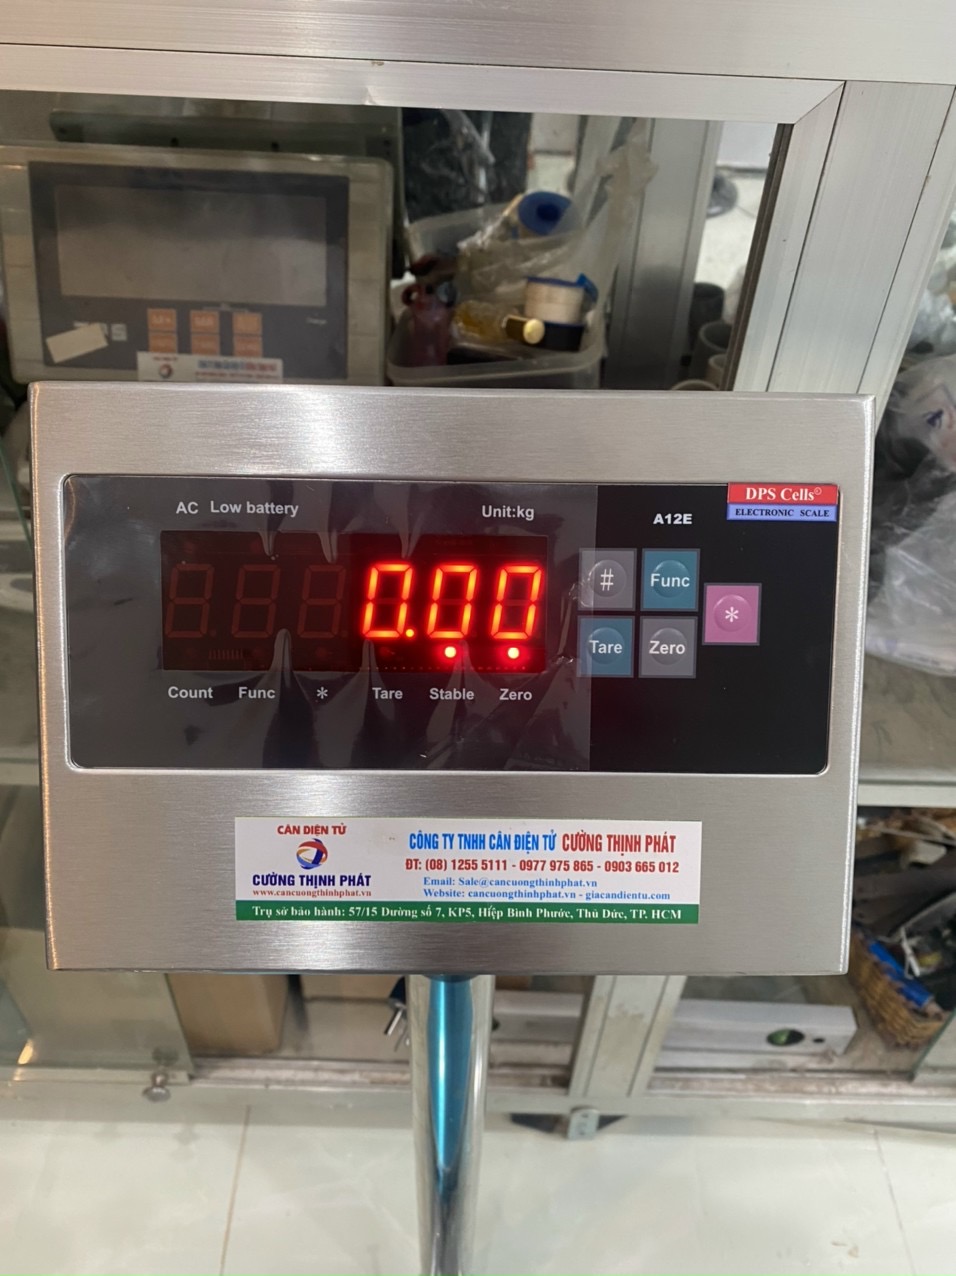 AC Low battery
Unit:kg
DPS Cells
ELECTRONIC SCALE
A12E
0.00
# Func
*
Tare Zero
Count Func * Tare Stable Zero
CÂN ĐIỆN TỬ
CƯỜNG THỊNH PHÁT
www.cancuongthinhphat.vn
CÔNG TY TNHH CÂN ĐIỆN TỬ CƯỜNG THỊNH PHÁT
ĐT: (08) 1255 5111 - 0977 975 865 - 0903 665 012
Email: Sale@cancuongthinhphat.vn
Website: cancuongthinhphat.vn - giacandientu.com
Trụ sở bảo hành: 57/15 Đường số 7, KP5, Hiệp Bình Phước, Thủ Đức, TP. HCM